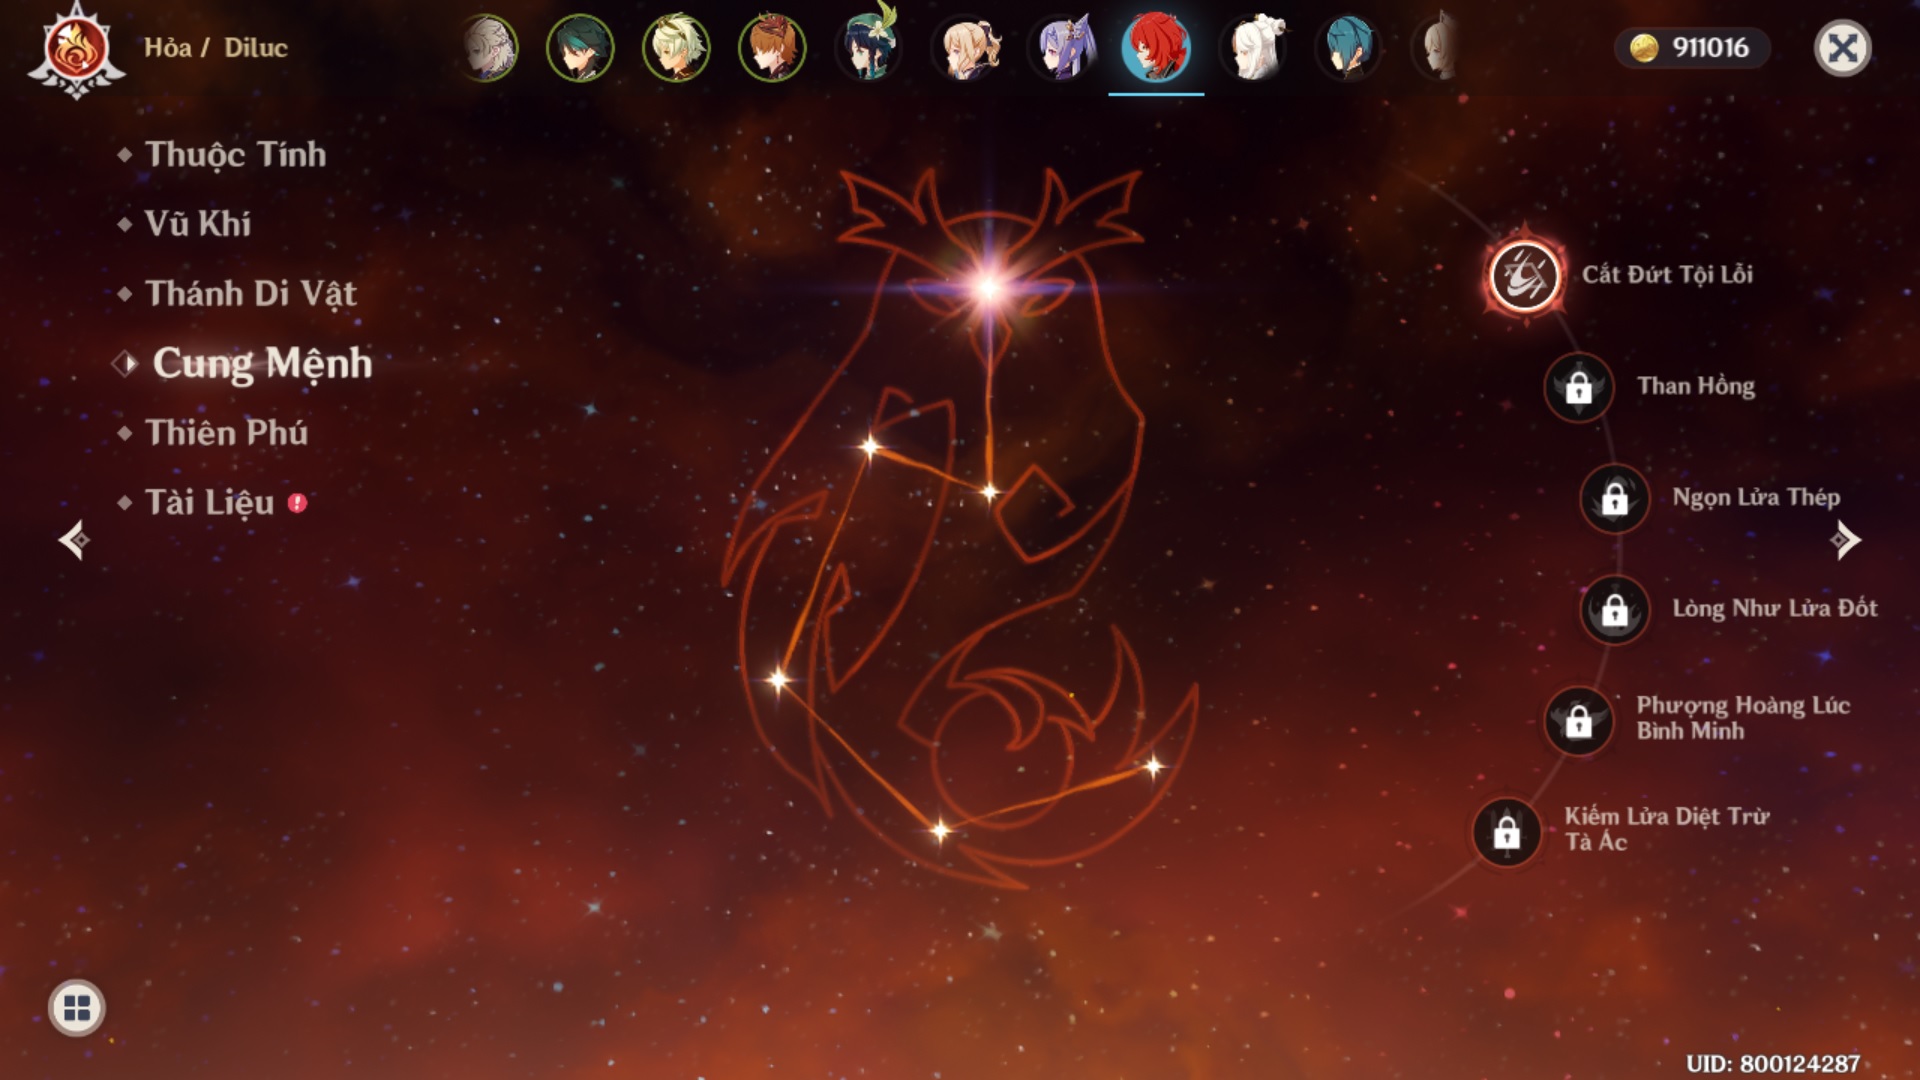 Hỏa / Diluc
911016
Thuộc Tính
Vũ Khí
Thánh Di Vật
Cung Mệnh
Thiên Phú
Tài Liệu
Cắt Đứt Tội Lỗi
Than Hồng
Ngọn Lửa Thép
Lòng Như Lửa Đốt
Phượng Hoàng Lúc
Bình Minh
Kiếm Lửa Diệt Trừ
Tà Ác
UID: 800124287